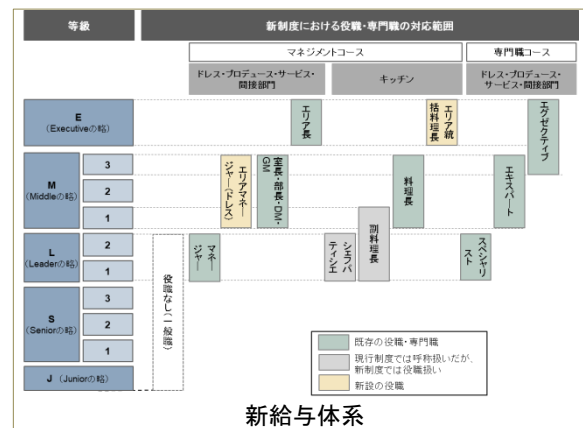 等級
新制度における役職・専門職の対応範囲
マネジメントコース
専門職コース
ドレス・プロデュース・サービス・
間接部門
キッチン
ドレス・プロデュース・
サービス・間接部門
E
(Executiveの略)
エリア長
エリア統
括料理長
エグゼクティブ
M
(Middleの略)
3
2
1
エリアマネー
ジャー(ドレス)
室長・部長・DM・
GM
料理長
エキスパート
L
(Leaderの略)
2
1
役職なし(一般職)
マネー
ジャー
シェフパ
ティシエ
副料理長
スペシャリ
スト
S
(Seniorの略)
3
2
1
J (Juniorの略)
既存の役職・専門職
現行制度では呼称扱いだが、
新制度では役職扱い
新設の役職
新給与体系